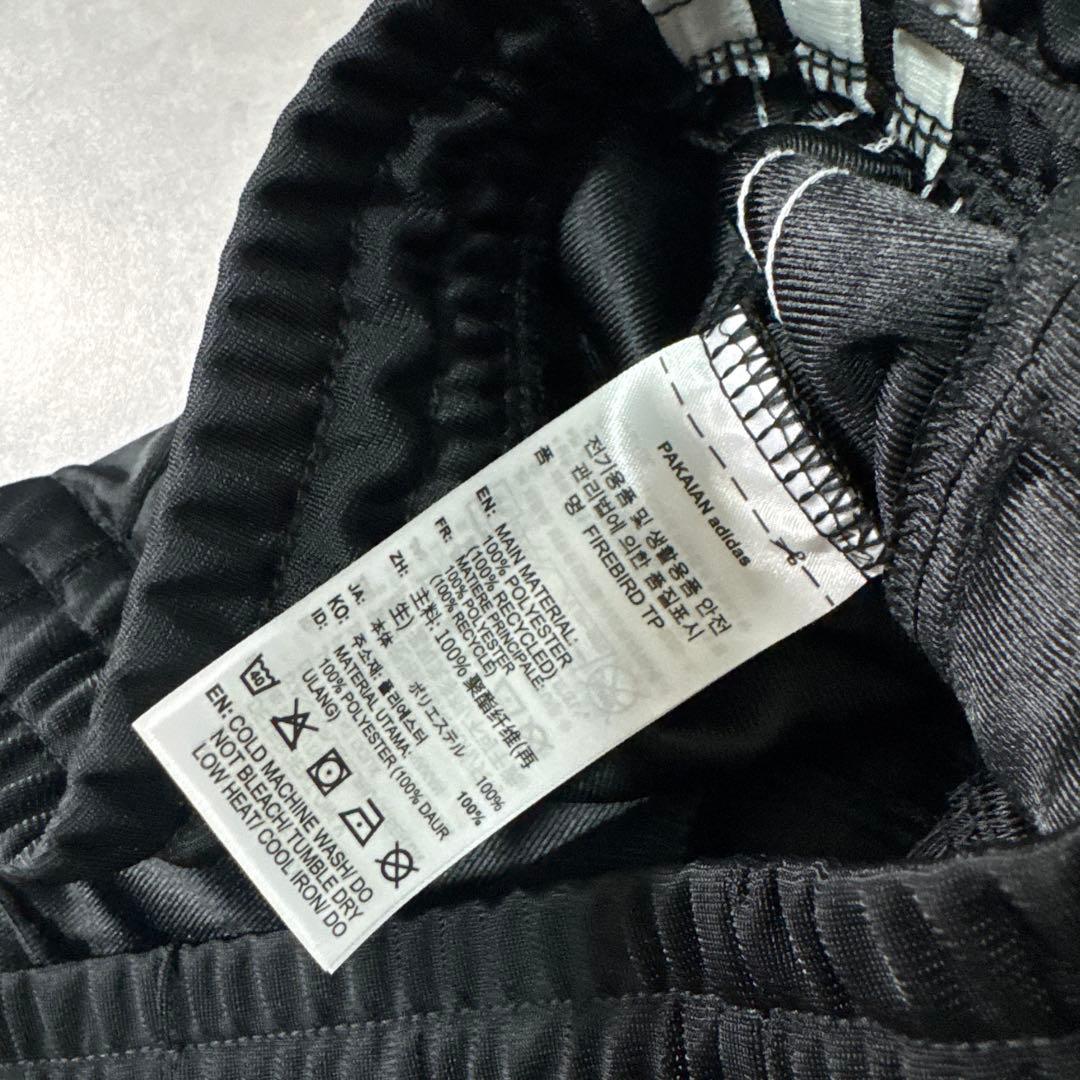 PAKAIAN adidas
전기용품 및 생활용품 안전
관리법에 의한 품질표시
품 명 FIREBIRD TP
EN: MAIN MATERIAL:
100% POLYESTER
(100% RECYCLED)
FR: MATIERE PRINCIPALE:
100% POLYESTER
(100% RECYCLE)
ZH: 主料: 100% 聚酯纤维(再
生)
JA: 本体 ポリエステル 100%
KO: 주소재: 폴리에스터 100%
ID: MATERIAL UTAMA:
100% POLYESTER (100% DAUR
ULANG)
40
EN: COLD MACHINE WASH/ DO
NOT BLEACH/ TUMBLE DRY
LOW HEAT/ COOL IRON/ DO